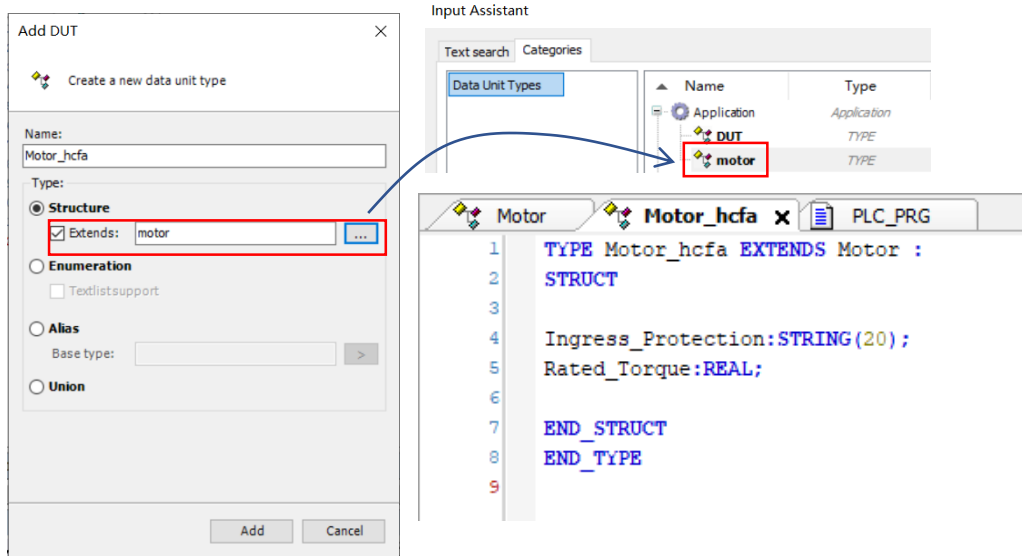 Add DUT
Create a new data unit type
Name:
Motor_hcfa
Type:
Structure
Extends: motor ...
Enumeration
Textlist support
Alias
Base type: >
Union
Add Cancel
Input Assistant
Text search Categories
Data Unit Types
Name Type
Application Application
DUT TYPE
motor TYPE
Motor Motor_hcfa x PLC_PRG
1 TYPE Motor_hcfa EXTENDS Motor :
2 STRUCT
3
4 Ingress_Protection:STRING(20);
5 Rated_Torque:REAL;
6
7 END_STRUCT
8 END_TYPE
9